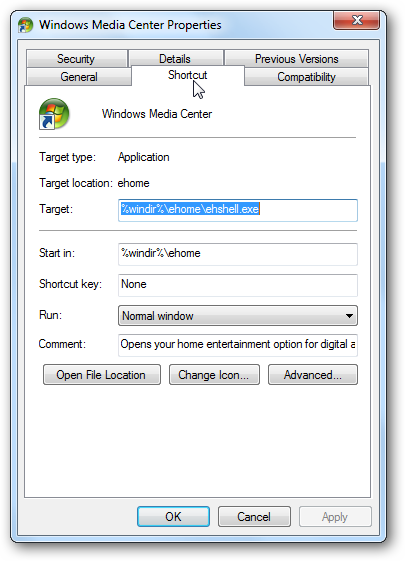 Windows Media Center Properties
Security Details Previous Versions
General Shortcut Compatibility
Windows Media Center
Target type: Application
Target location: ehome
Target: %windir%\ehome\ehshell.exe
Start in: %windir%\ehome
Shortcut key: None
Run: Normal window
Comment: Opens your home entertainment option for digital a
Open File Location Change Icon... Advanced...
OK Cancel Apply